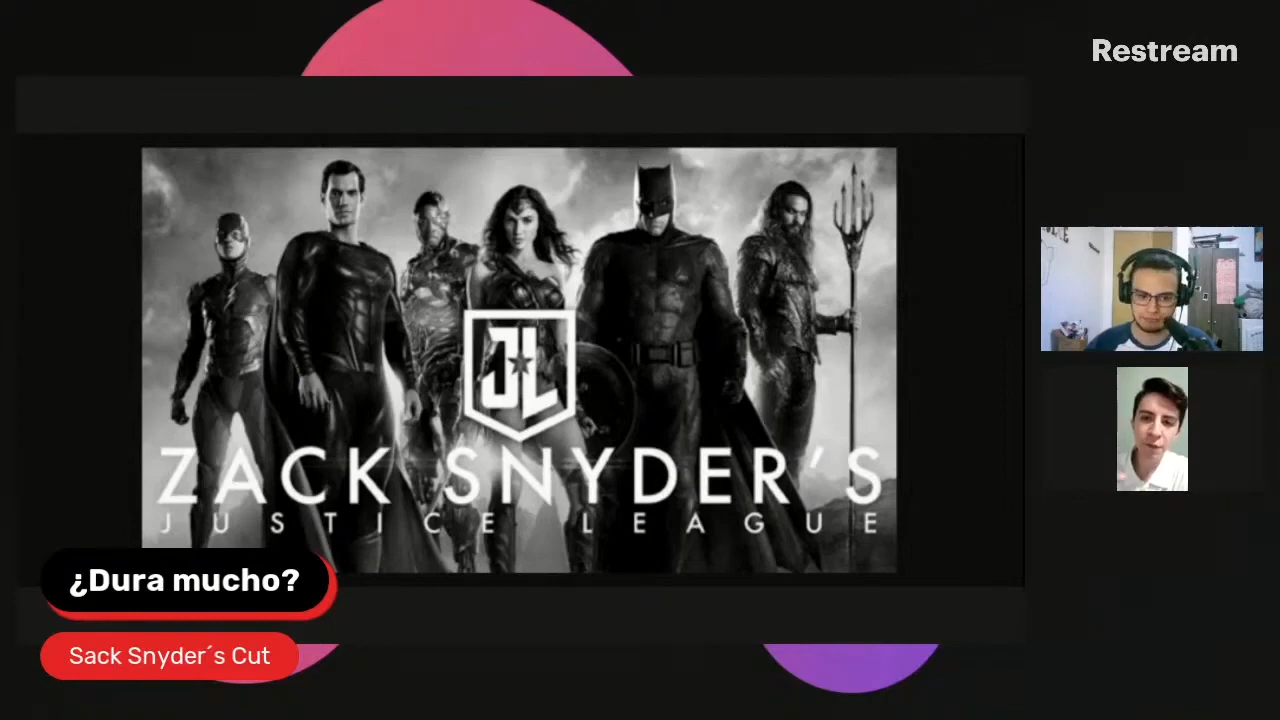 Restream
JL
ZACK SNYDER'S
JUSTICE LEAGUE
¿Dura mucho?
Sack Snyder´s Cut